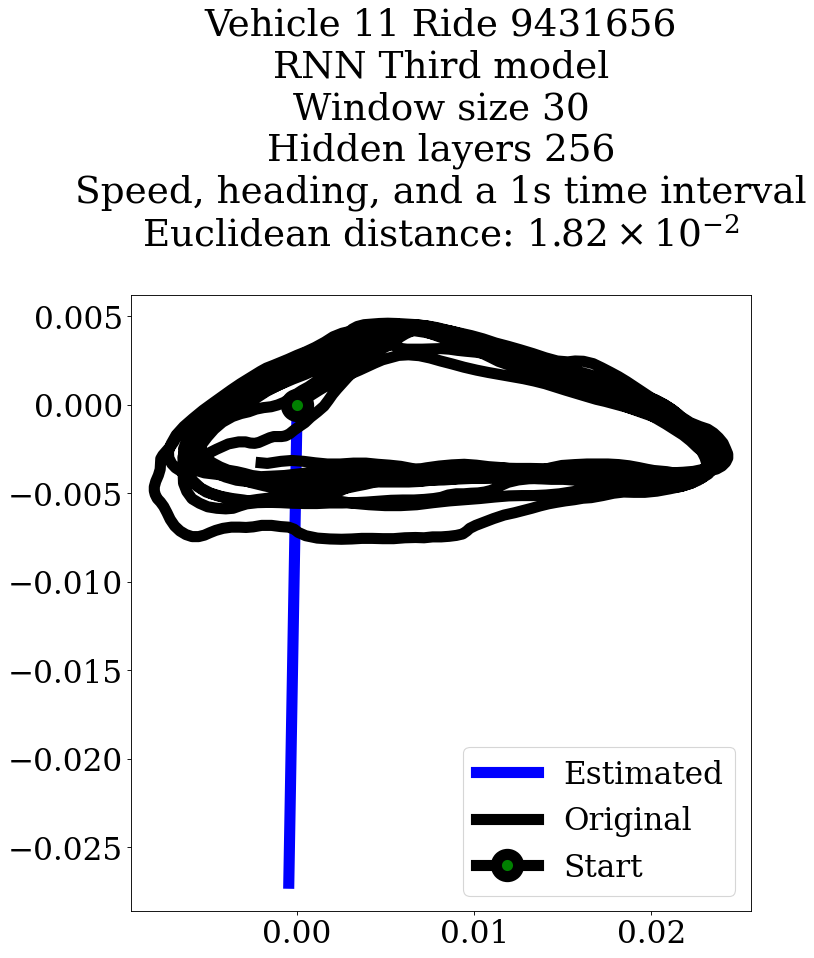 Vehicle 11 Ride 9431656
RNN Third model
Window size 30
Hidden layers 256
Speed, heading, and a 1s time interval
Euclidean distance: 1.82 × 10⁻²
0.005
0.000
−0.005
−0.010
−0.015
−0.020
−0.025
Estimated
Original
Start
0.00 0.01 0.02